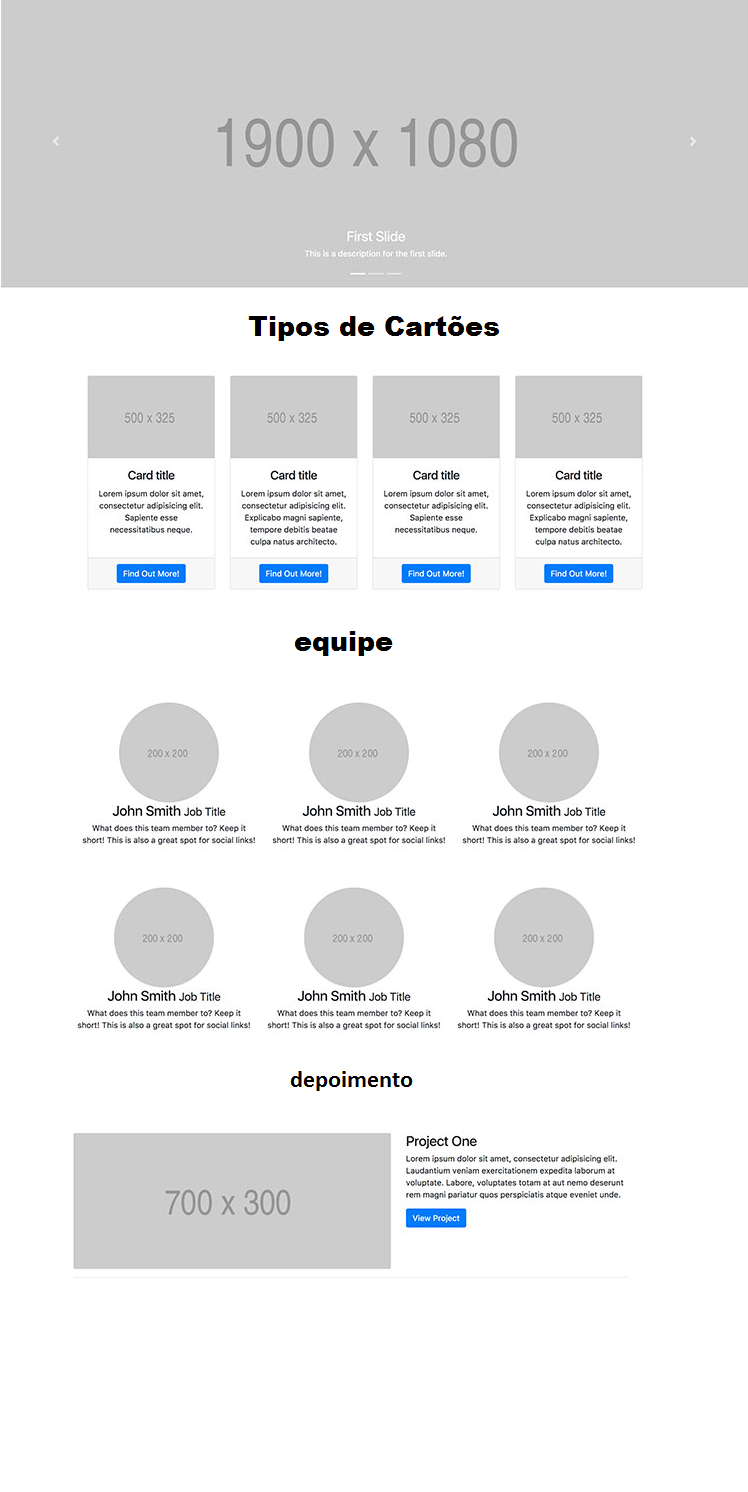 1900 x 1080
First Slide
This is a description for the first slide.
Tipos de Cartões
500 x 325
500 x 325
500 x 325
500 x 325
Card title
Lorem ipsum dolor sit amet,
consectetur adipisicing elit.
Sapiente esse
necessitatibus neque.
Find Out More!
Card title
Lorem ipsum dolor sit amet,
consectetur adipisicing elit.
Explicabo magni sapiente,
tempore debitis beatae
culpa natus architecto.
Find Out More!
Card title
Lorem ipsum dolor sit amet,
consectetur adipisicing elit.
Sapiente esse
necessitatibus neque.
Find Out More!
Card title
Lorem ipsum dolor sit amet,
consectetur adipisicing elit.
Explicabo magni sapiente,
tempore debitis beatae
culpa natus architecto.
Find Out More!
equipe
200 x 200
John Smith Job Title
What does this team member to? Keep it
short! This is also a great spot for social links!
200 x 200
John Smith Job Title
What does this team member to? Keep it
short! This is also a great spot for social links!
200 x 200
John Smith Job Title
What does this team member to? Keep it
short! This is also a great spot for social links!
200 x 200
John Smith Job Title
What does this team member to? Keep it
short! This is also a great spot for social links!
200 x 200
John Smith Job Title
What does this team member to? Keep it
short! This is also a great spot for social links!
200 x 200
John Smith Job Title
What does this team member to? Keep it
short! This is also a great spot for social links!
depoimento
700 x 300
Project One
Lorem ipsum dolor sit amet, consectetur adipisicing elit.
Laudantium veniam exercitationem expedita laborum at
voluptate. Labore, voluptates totam at aut nemo deserunt
rem magni pariatur quos perspiciatis atque eveniet unde.
View Project